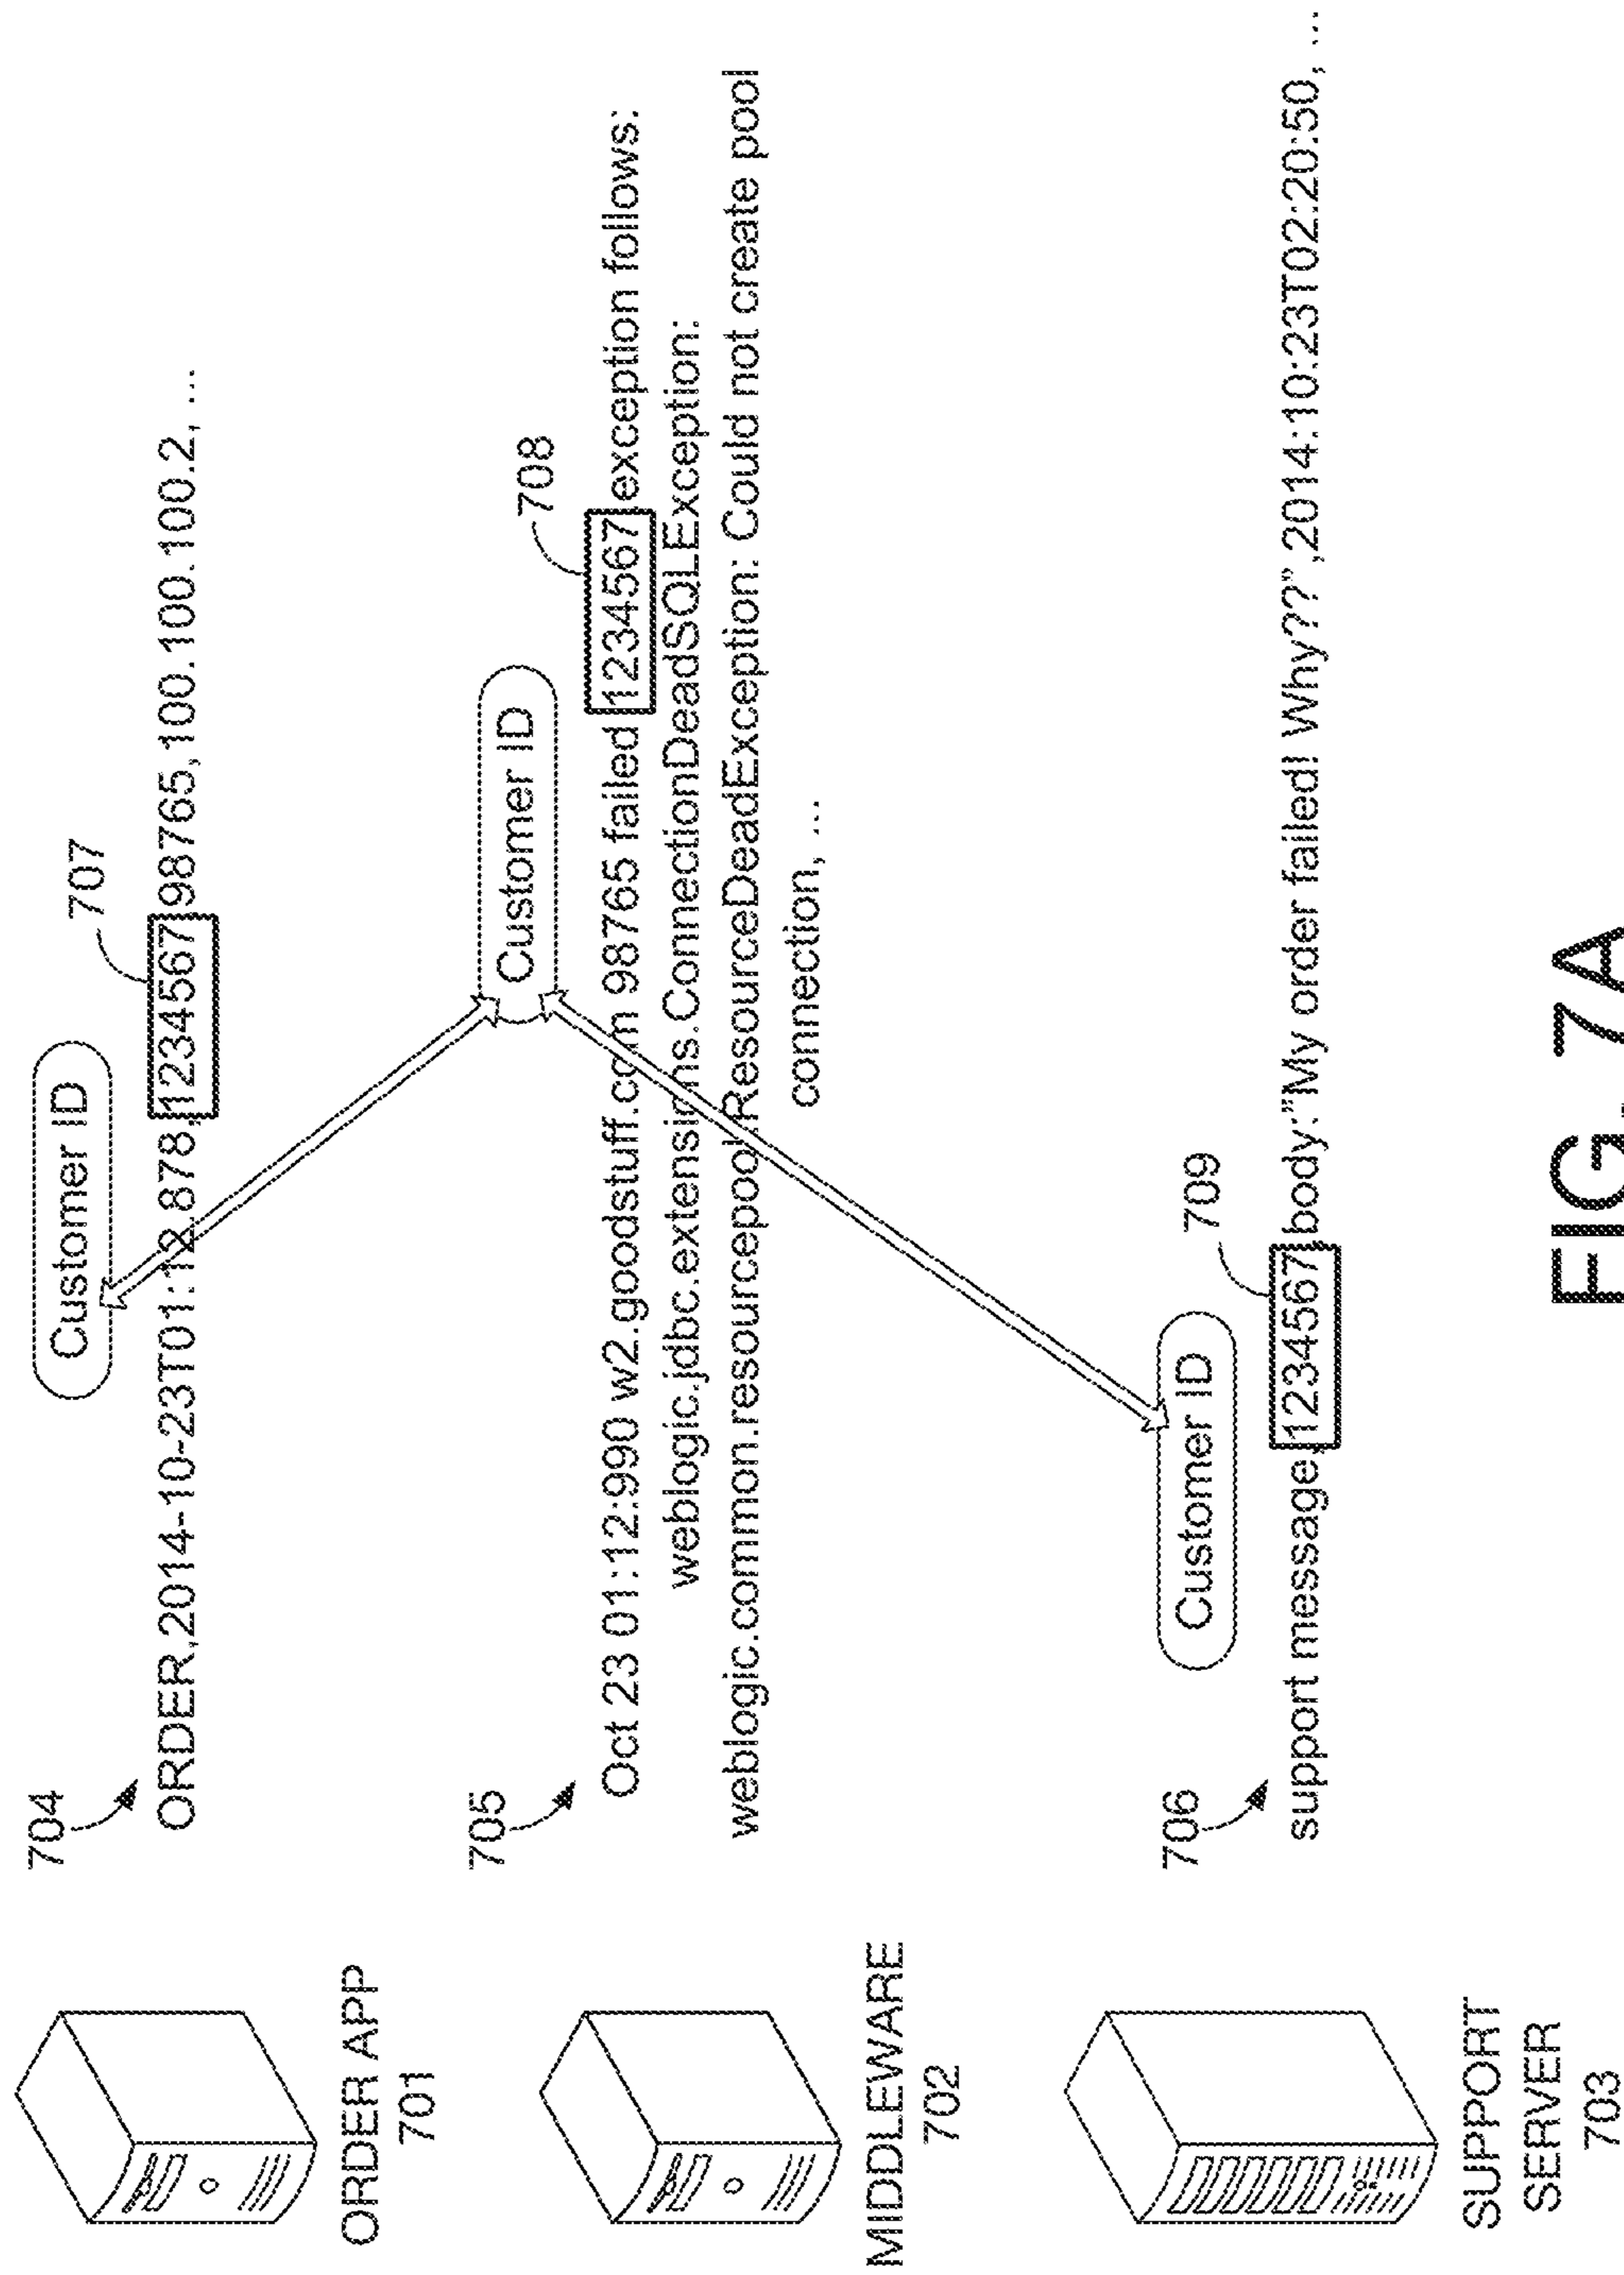 704
Customer ID
707
ORDER,2014-10-23T01:12.878,1234567,98765,100.100.100.2, ...
ORDER APP
701
705
Customer ID
708
Oct 23 01:12:990 w2.goodstuff.com 98765 failed 1234567 exception follows:
weblogic.jdbc.extensions.ConnectionDeadSQLException:
weblogic.common.resourcepool.ResourceDeadException: Could not create pool
connection, ...
MIDDLEWARE
702
706
Customer ID
709
support message,1234567,body:"My order failed! Why??",2014:10:23T02:20:50, ...
SUPPORT
SERVER
703
FIG. 7A